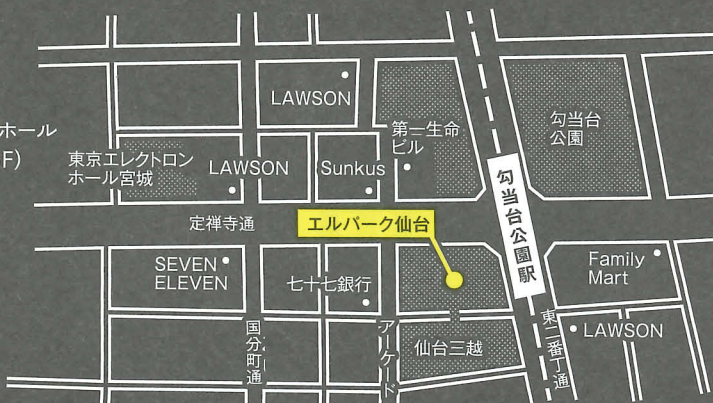 LAWSON
ホール
F)
第一生命
ビル
勾当台
公園
東京エレクトロン
ホール宮城
LAWSON
Sunkus
勾当台公園駅
定禅寺通
エルパーク仙台
SEVEN
ELEVEN
七十七銀行
Family
Mart
国分町通
アーケード
仙台三越
東二番丁通
LAWSON